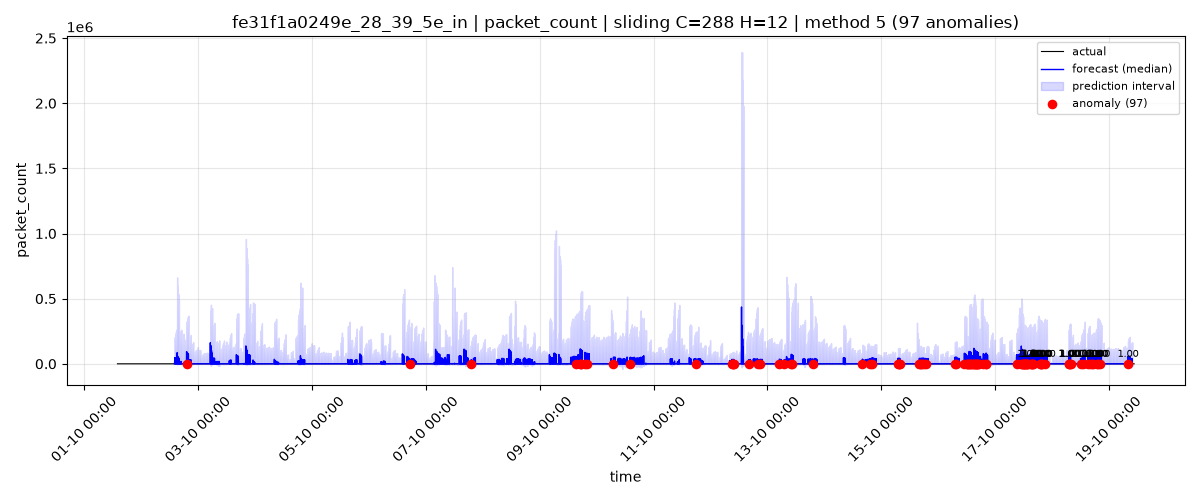 fe31f1a0249e_28_39_5e_in | packet_count | sliding C=288 H=12 | method 5 (97 anomalies)
1e6
2.5
2.0
1.5
1.0
0.5
0.0
packet_count
actual
forecast (median)
prediction interval
anomaly (97)
1.00
01-10 00:00
03-10 00:00
05-10 00:00
07-10 00:00
09-10 00:00
11-10 00:00
13-10 00:00
15-10 00:00
17-10 00:00
19-10 00:00
time